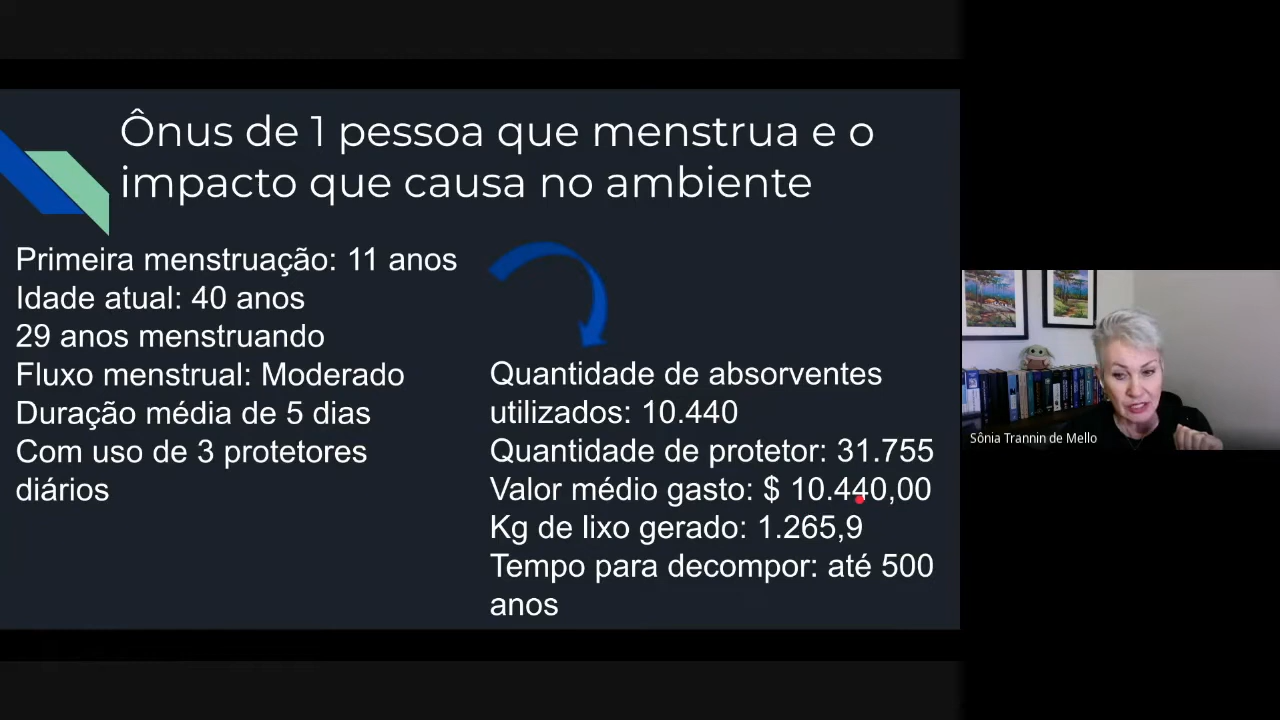 Ônus de 1 pessoa que menstrua e o
impacto que causa no ambiente
Primeira menstruação: 11 anos
Idade atual: 40 anos
29 anos menstruando
Fluxo menstrual: Moderado
Duração média de 5 dias
Com uso de 3 protetores
diários
Quantidade de absorventes
utilizados: 10.440
Quantidade de protetor: 31.755
Valor médio gasto: $ 10.440,00
Kg de lixo gerado: 1.265,9
Tempo para decompor: até 500
anos
Sônia Trannin de Mello